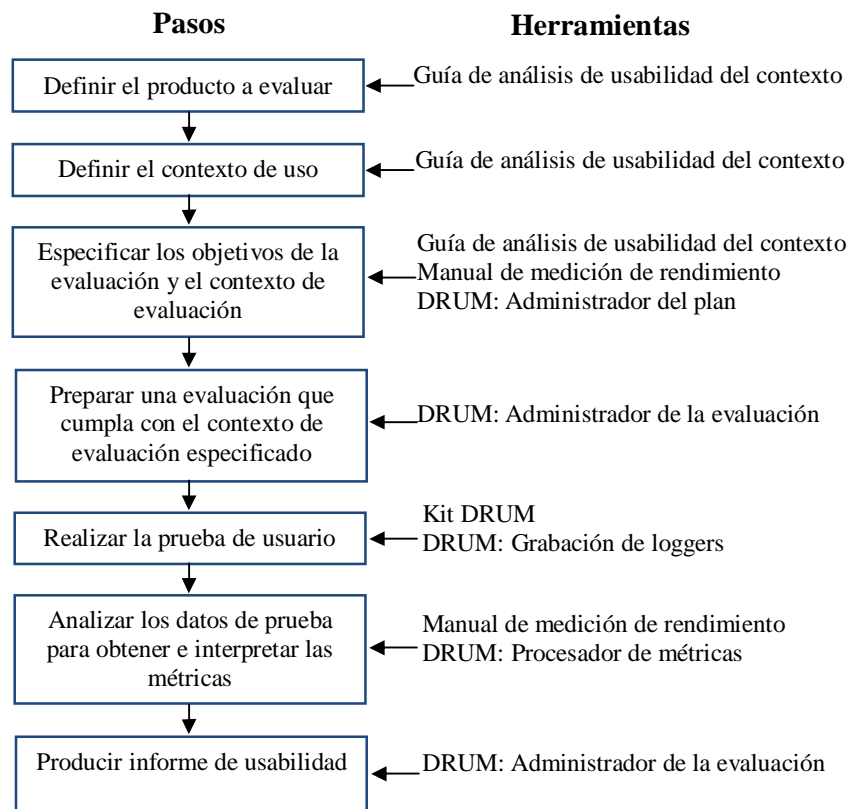 Pasos
Herramientas
Definir el producto a evaluar
Guía de análisis de usabilidad del contexto
Definir el contexto de uso
Guía de análisis de usabilidad del contexto
Especificar los objetivos de la
evaluación y el contexto de
evaluación
Guía de análisis de usabilidad del contexto
Manual de medición de rendimiento
DRUM: Administrador del plan
Preparar una evaluación que
cumpla con el contexto de
evaluación especificado
DRUM: Administrador de la evaluación
Realizar la prueba de usuario
Kit DRUM
DRUM: Grabación de loggers
Analizar los datos de prueba
para obtener e interpretar las
métricas
Manual de medición de rendimiento
DRUM: Procesador de métricas
Producir informe de usabilidad
DRUM: Administrador de la evaluación